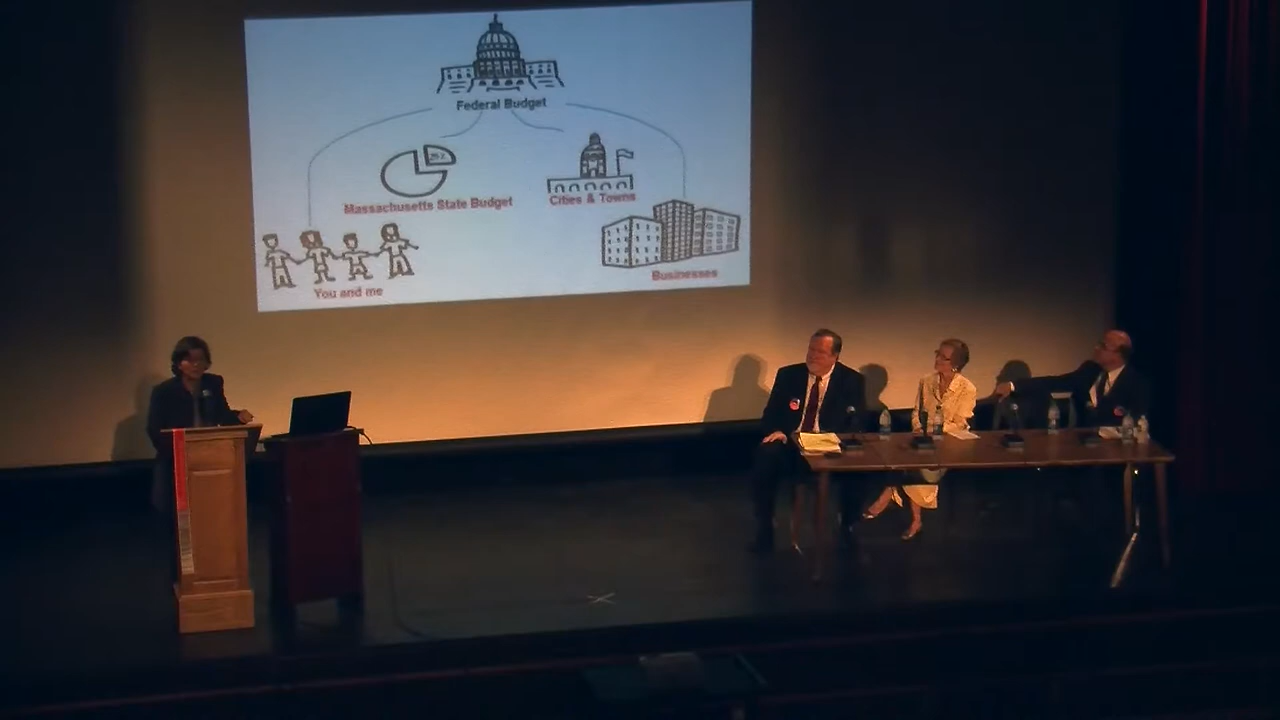 Federal Budget
Massachusetts State Budget
Cities & Towns
You and me
Businesses